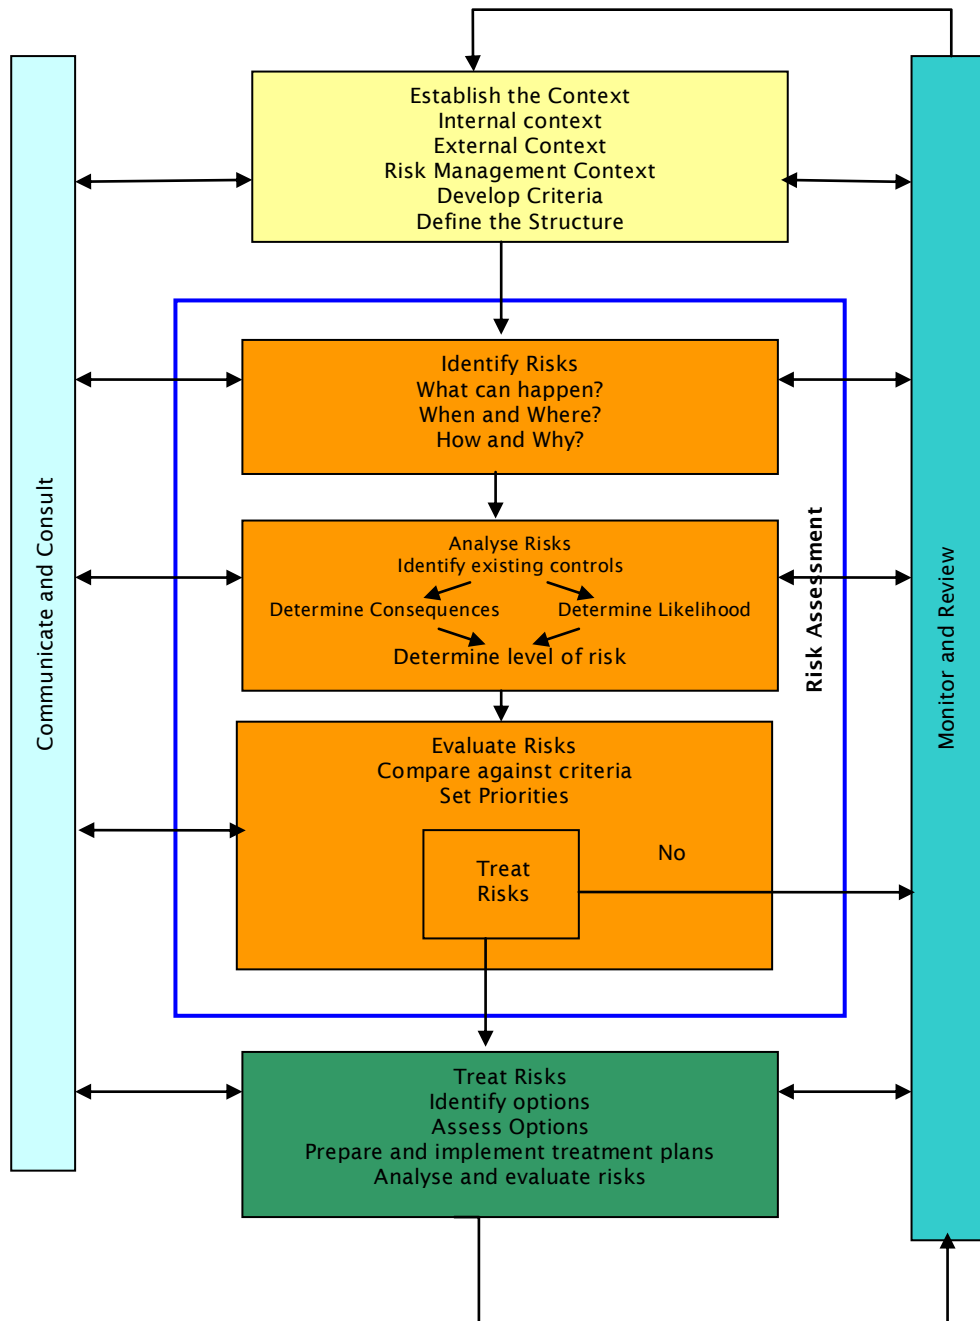 Establish the Context
Internal context
External Context
Risk Management Context
Develop Criteria
Define the Structure
Communicate and Consult
Identify Risks
What can happen?
When and Where?
How and Why?
Analyse Risks
Identify existing controls
Determine Consequences
Determine Likelihood
Determine level of risk
Risk Assessment
Monitor and Review
Evaluate Risks
Compare against criteria
Set Priorities
Treat
Risks
No
Treat Risks
Identify options
Assess Options
Prepare and implement treatment plans
Analyse and evaluate risks